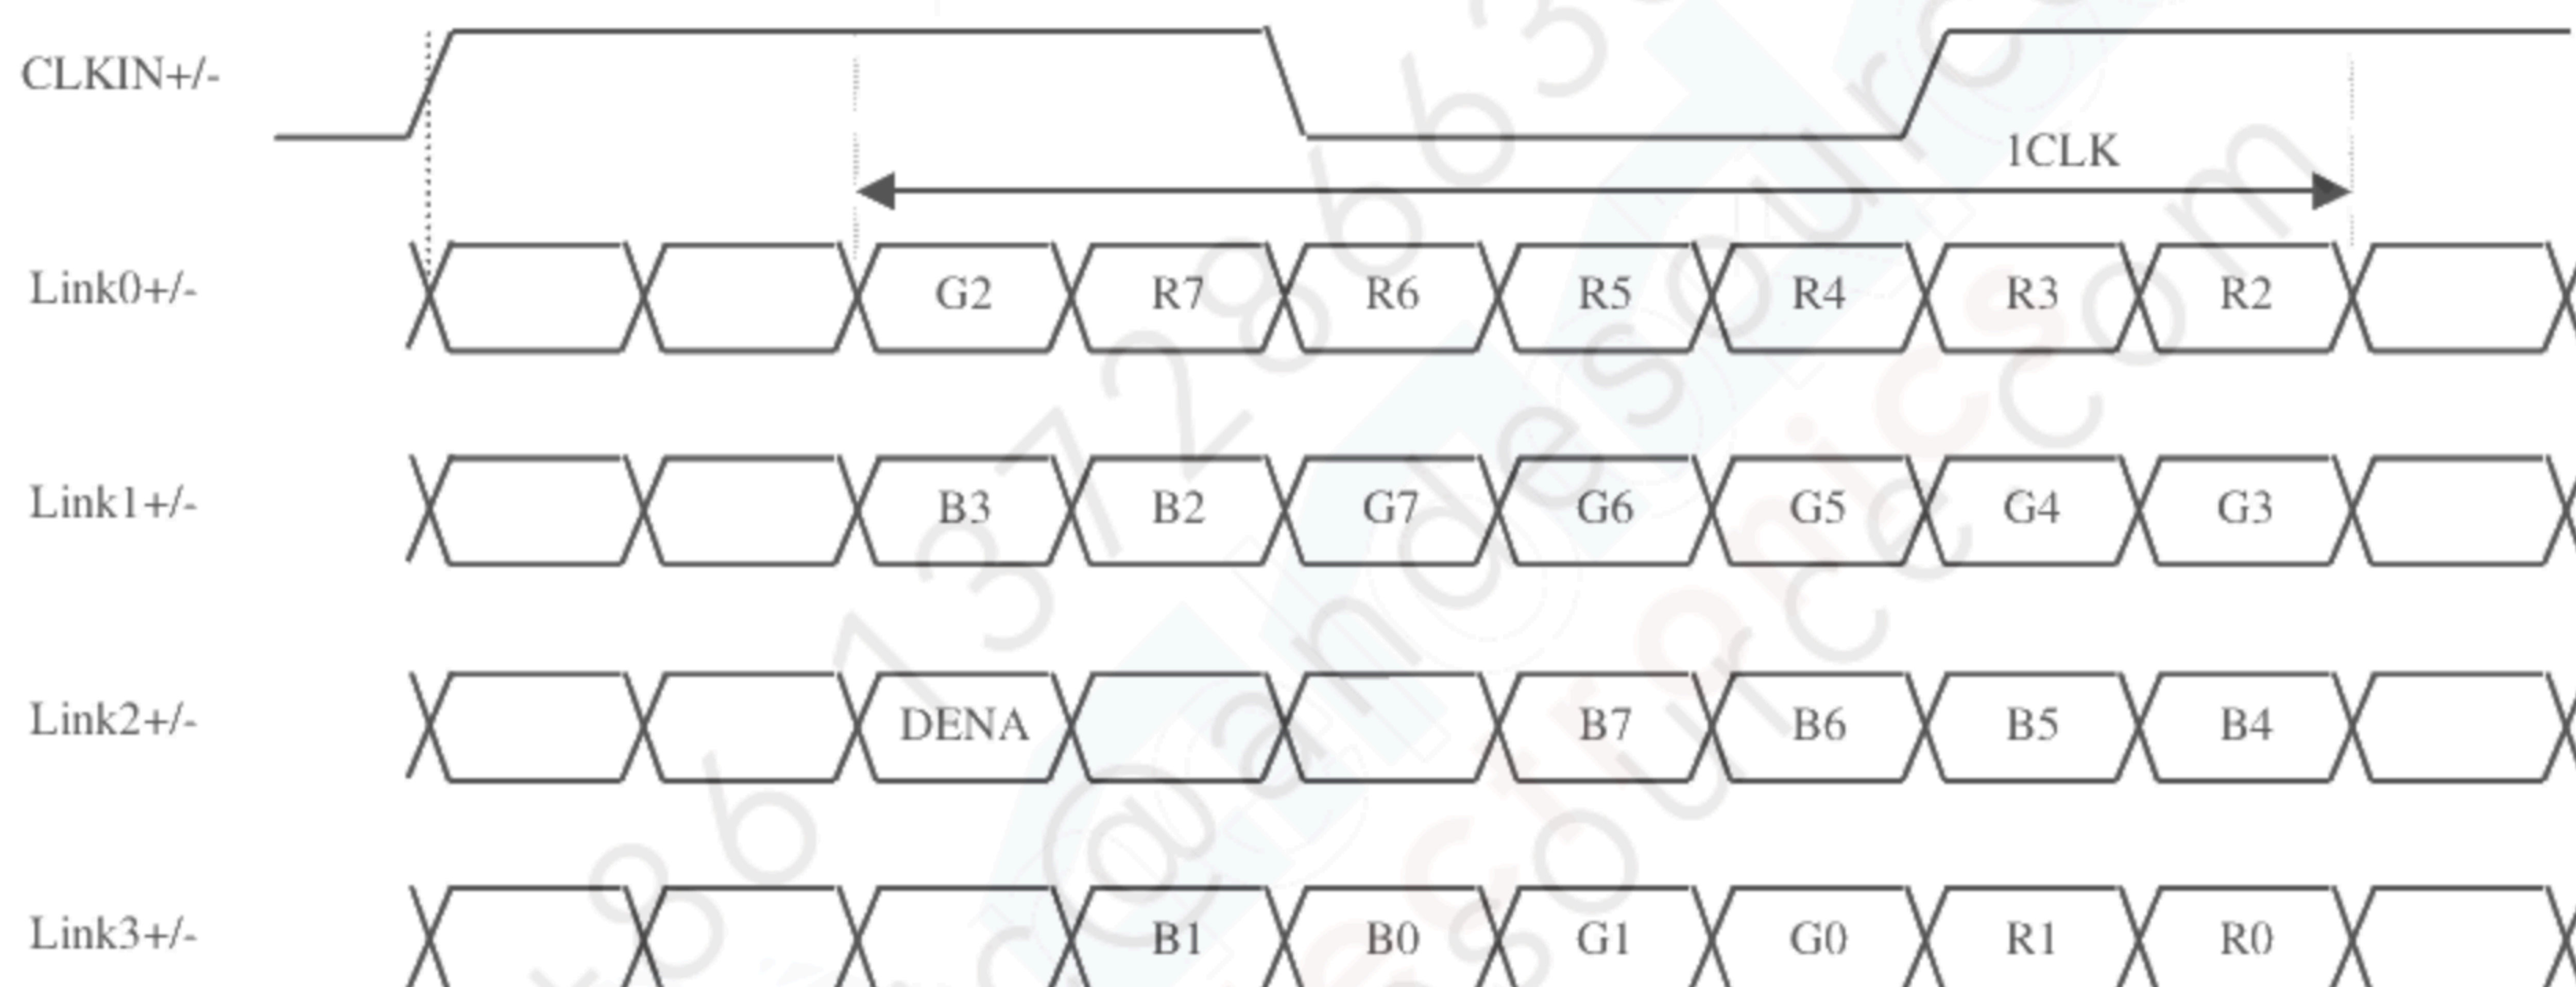 CLKIN+/-
1CLK
Link0+/- G2 R7 R6 R5 R4 R3 R2
Link1+/- B3 B2 G7 G6 G5 G4 G3
Link2+/- DENA B7 B6 B5 B4
Link3+/- B1 B0 G1 G0 R1 R0